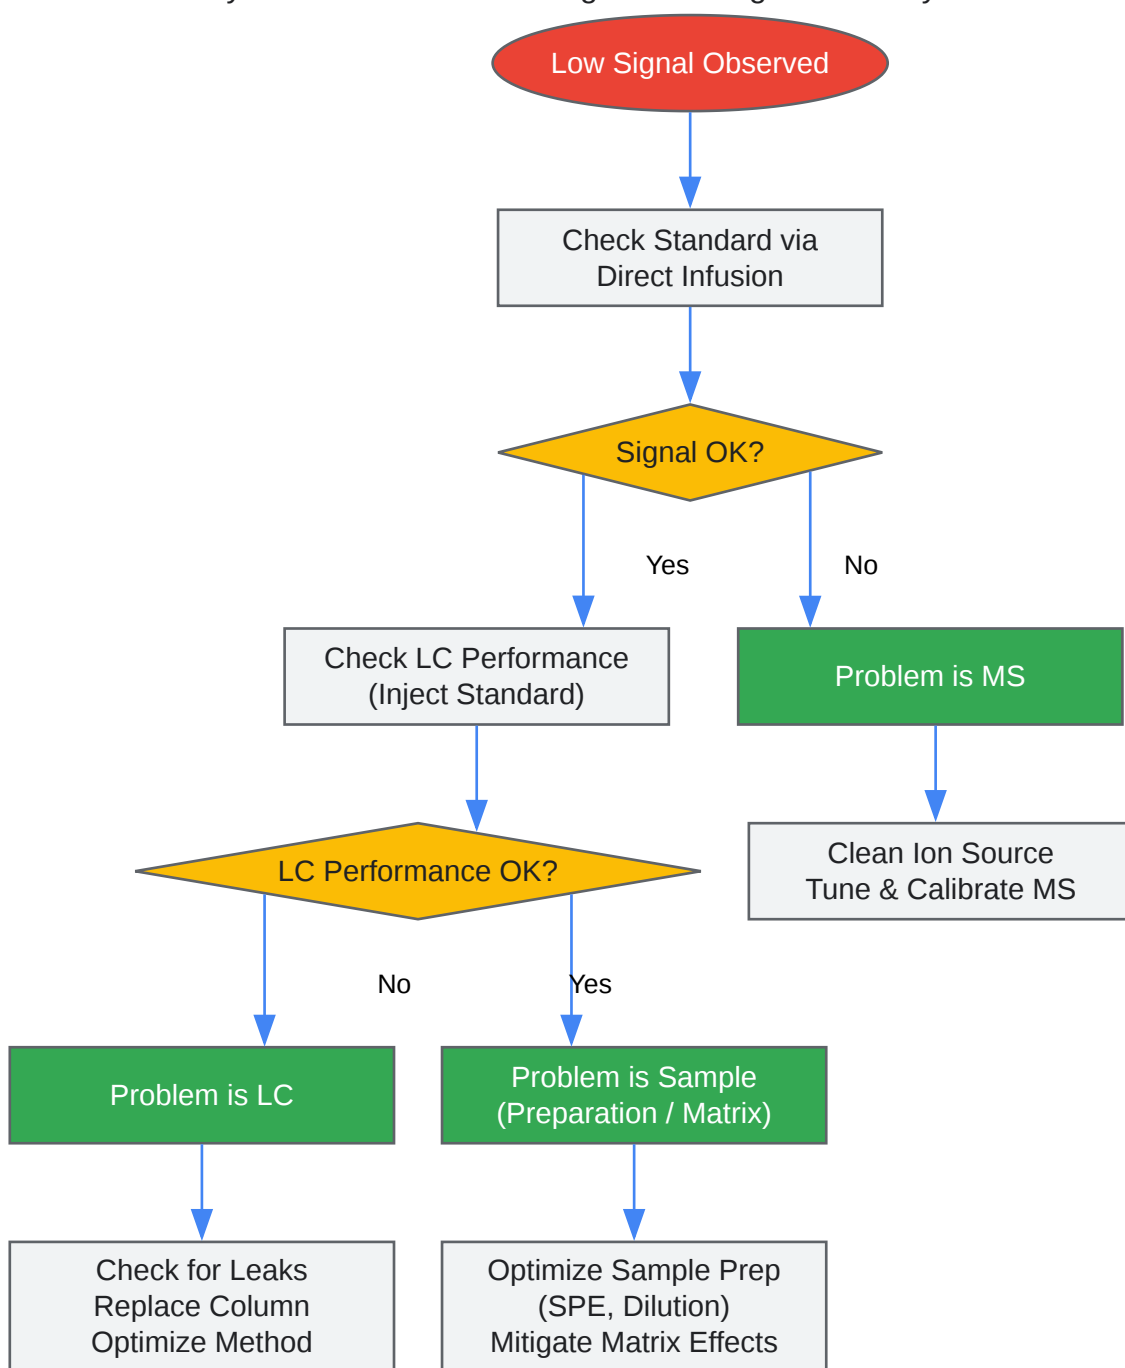 Low Signal Observed
Check Standard via
Direct Infusion
Signal OK?
Yes
No
Check LC Performance
(Inject Standard)
Problem is MS
LC Performance OK?
Clean Ion Source
Tune & Calibrate MS
No
Yes
Problem is LC
Problem is Sample
(Preparation / Matrix)
Check for Leaks
Replace Column
Optimize Method
Optimize Sample Prep
(SPE, Dilution)
Mitigate Matrix Effects